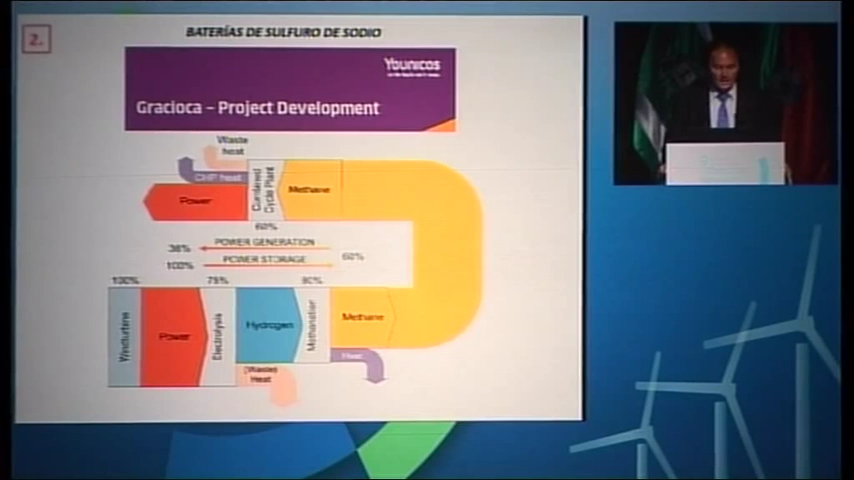 2.
BATERÍAS DE SULFURO DE SODIO
Younicos
Gracioca – Project Development
Waste
heat
CHP heat
Power
Combined
Cycle Plant
Methane
60%
36%
POWER GENERATION
100%
POWER STORAGE
60%
100%
75%
80%
Windturbine
Power
Electrolysis
Hydrogen
Methanation
Methane
(Waste)
Heat
Heat